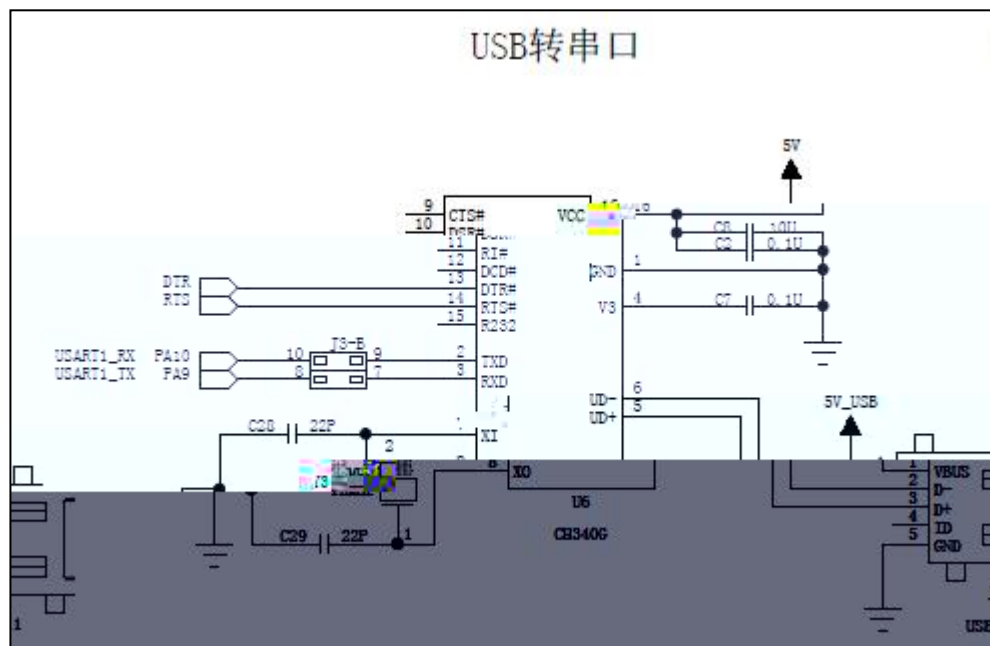 USB转串口
5V
9 CTS# VCC
10
C8 10U
11 RI# C2 0.1U
12 DCD# GND 1
DTR 13 DTR#
RTS 14 RTS# V3 4 C7 0.1U
15 R232
J3-B
USART1_RX PA10 10 9 2 TXD
USART1_TX PA9 8 7 3 RXD
UD- 6
UD+ 5
5V_USB
C28 22P XI
2
XO
1 VBUS
2 D-
3 D+
4 ID
5 GND
U6
C29 22P 1 CH340G
1